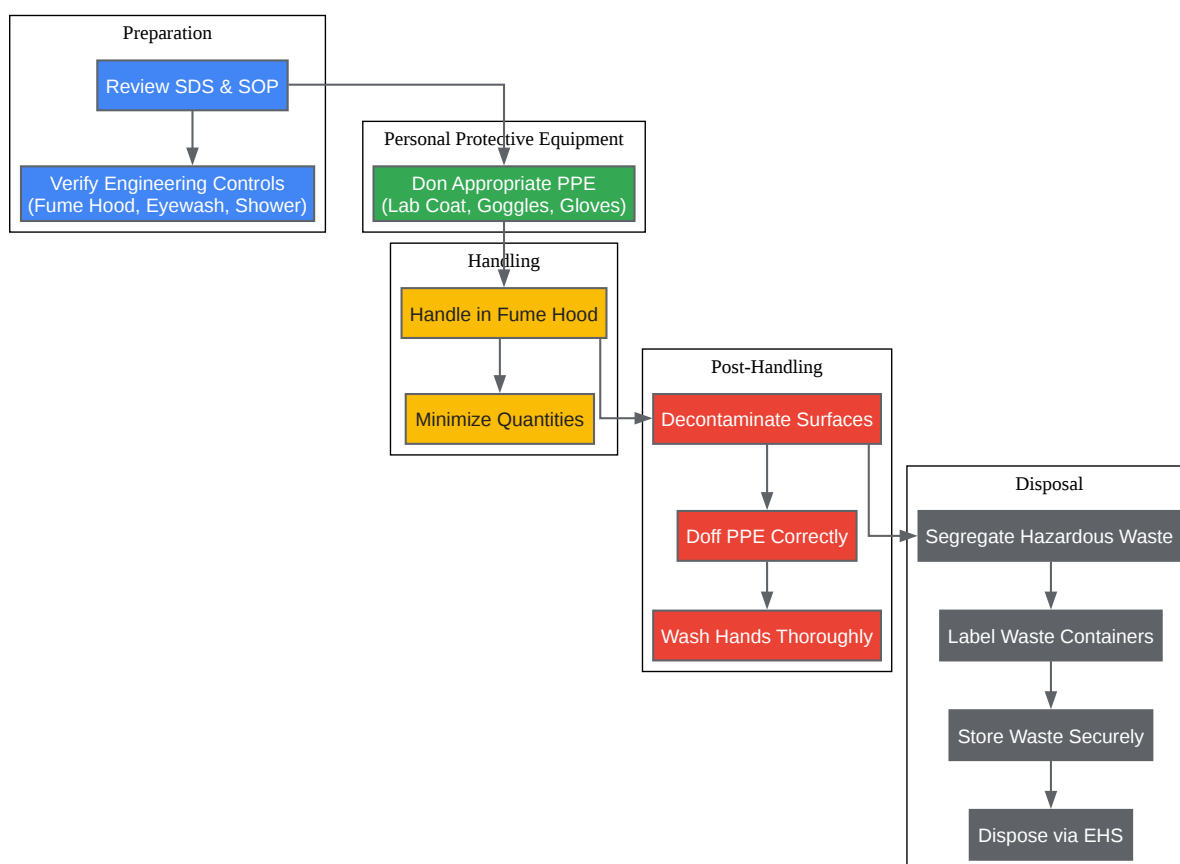 Preparation
Review SDS & SOP
Verify Engineering Controls
(Fume Hood, Eyewash, Shower)
Personal Protective Equipment
Don Appropriate PPE
(Lab Coat, Goggles, Gloves)
Handling
Handle in Fume Hood
Minimize Quantities
Post-Handling
Decontaminate Surfaces
Doff PPE Correctly
Wash Hands Thoroughly
Disposal
Segregate Hazardous Waste
Label Waste Containers
Store Waste Securely
Dispose via EHS